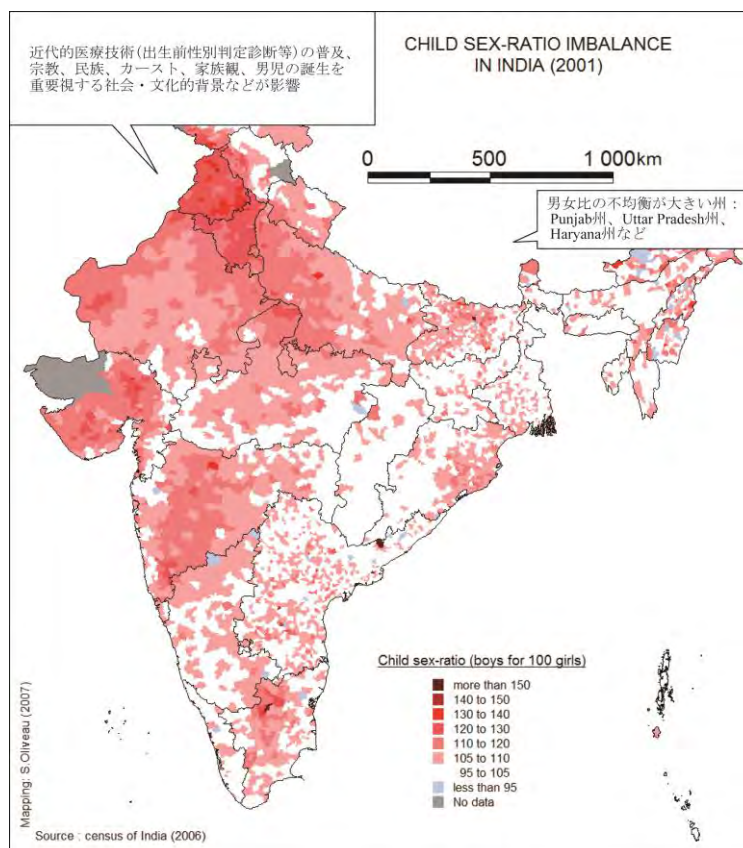 近代的医療技術(出生前性別判定診断等)の普及、
宗教、民族、カースト、家族観、男児の誕生を
重要視する社会・文化的背景などが影響
CHILD SEX-RATIO IMBALANCE
IN INDIA (2001)
0 500 1 000km
男女比の不均衡が大きい州：
Punjab州、Uttar Pradesh州、
Haryana州など
Child sex-ratio (boys for 100 girls)
more than 150
140 to 150
130 to 140
120 to 130
110 to 120
105 to 110
95 to 105
less than 95
No data
Mapping: S.Oliveau (2007)
Source : census of India (2006)